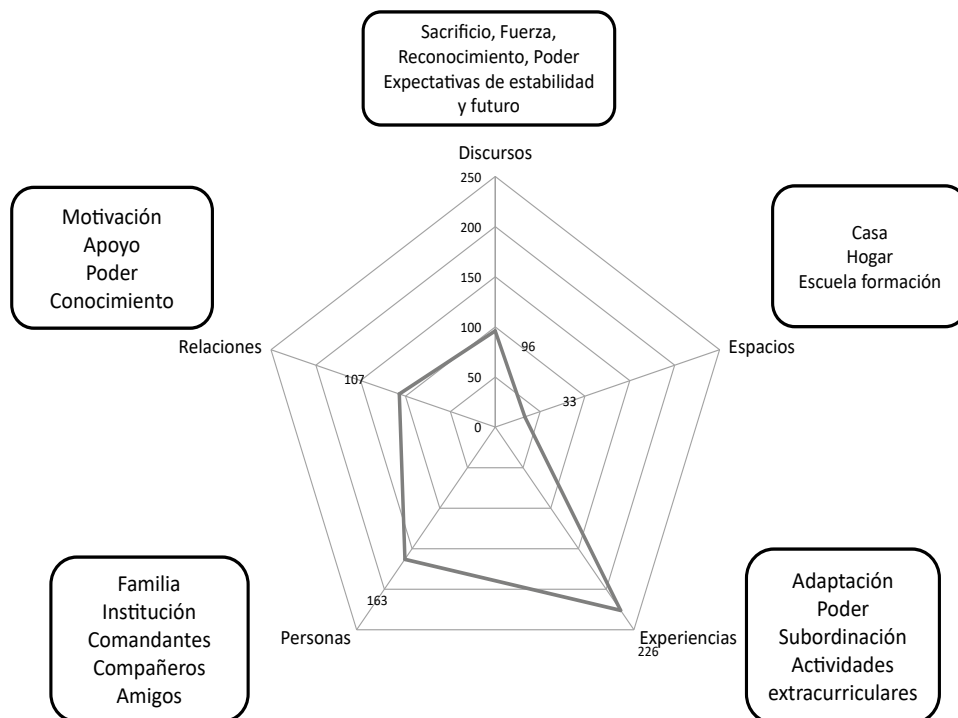 Sacrificio, Fuerza,
Reconocimiento, Poder
Expectativas de estabilidad
y futuro
Discursos
250
200
150
100
50
0
96
Motivación
Apoyo
Poder
Conocimiento
Relaciones
107
Casa
Hogar
Escuela formación
Espacios
33
Familia
Institución
Comandantes
Compañeros
Amigos
Personas
163
Experiencias
226
Adaptación
Poder
Subordinación
Actividades
extracurriculares